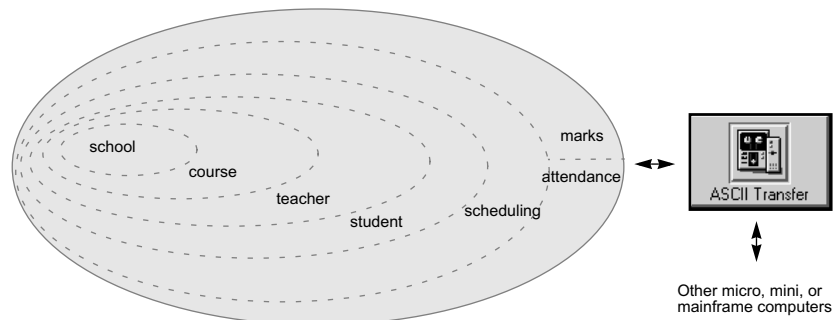 school
course
teacher
student
scheduling
marks
attendance
ASCII Transfer
Other micro, mini, or
mainframe computers